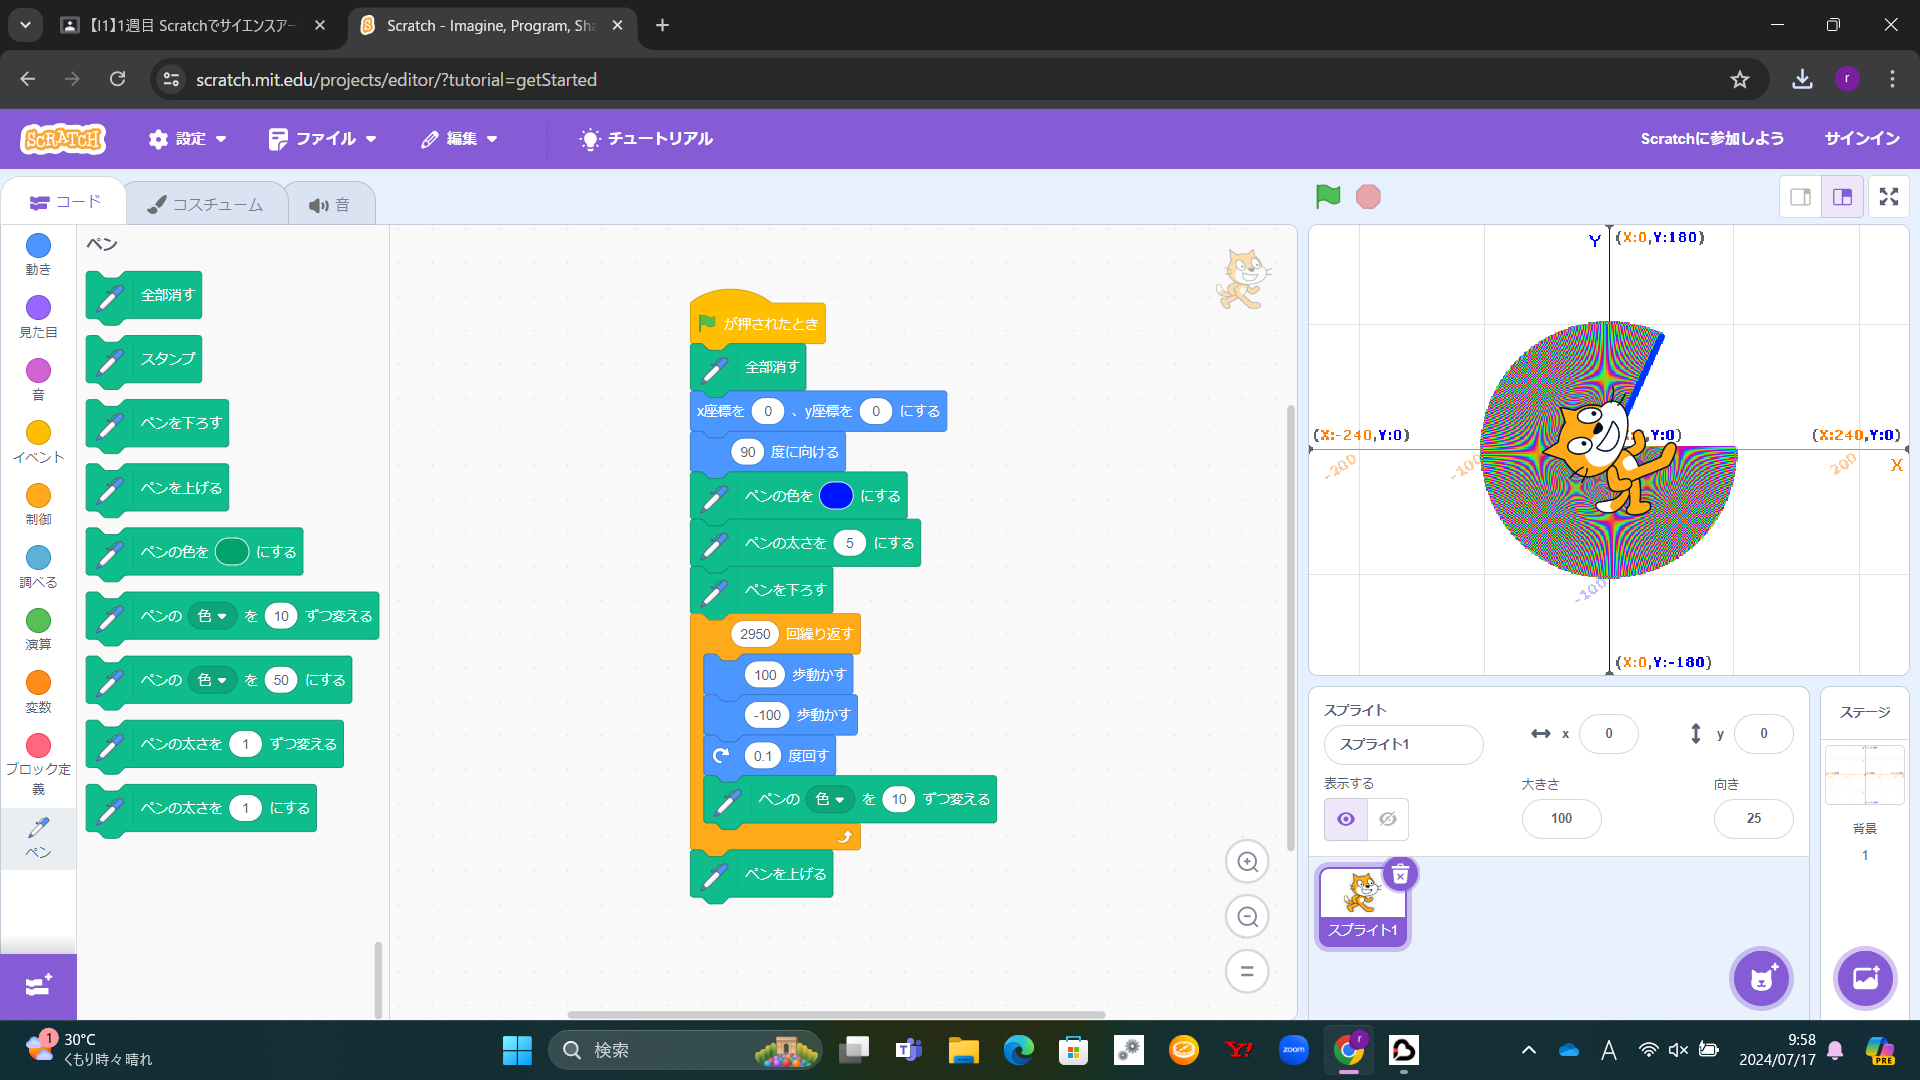 【I1】1週目 Scratchでサイエンスアー
Scratch - Imagine, Program, Sha
scratch.mit.edu/projects/editor/?tutorial=getStarted
r
SCRATCH
設定
ファイル
編集
チュートリアル
Scratchに参加しよう
サインイン
コード
コスチューム
音
動き
見た目
音
イベント
制御
調べる
演算
変数
ブロック定
義
ペン
ペン
全部消す
スタンプ
ペンを下ろす
ペンを上げる
ペンの色を にする
ペンの 色 を 10 ずつ変える
ペンの 色 を 50 にする
ペンの太さを 1 ずつ変える
ペンの太さを 1 にする
が押されたとき
全部消す
x座標を 0 、y座標を 0 にする
90 度に向ける
ペンの色を にする
ペンの太さを 5 にする
ペンを下ろす
2950 回繰り返す
100 歩動かす
-100 歩動かす
0.1 度回す
ペンの 色 を 10 ずつ変える
ペンを上げる
Y (X:0,Y:180)
(X:-240,Y:0)
Y:0)
(X:240,Y:0)
-200
-100
200
X
-100
(X:0,Y:-180)
スプライト
スプライト1
x 0
y 0
表示する
大きさ
100
向き
25
スプライト1
ステージ
背景
1
1
30°C
くもり時々晴れ
検索
zoom
r
A
9:58
2024/07/17
PRE